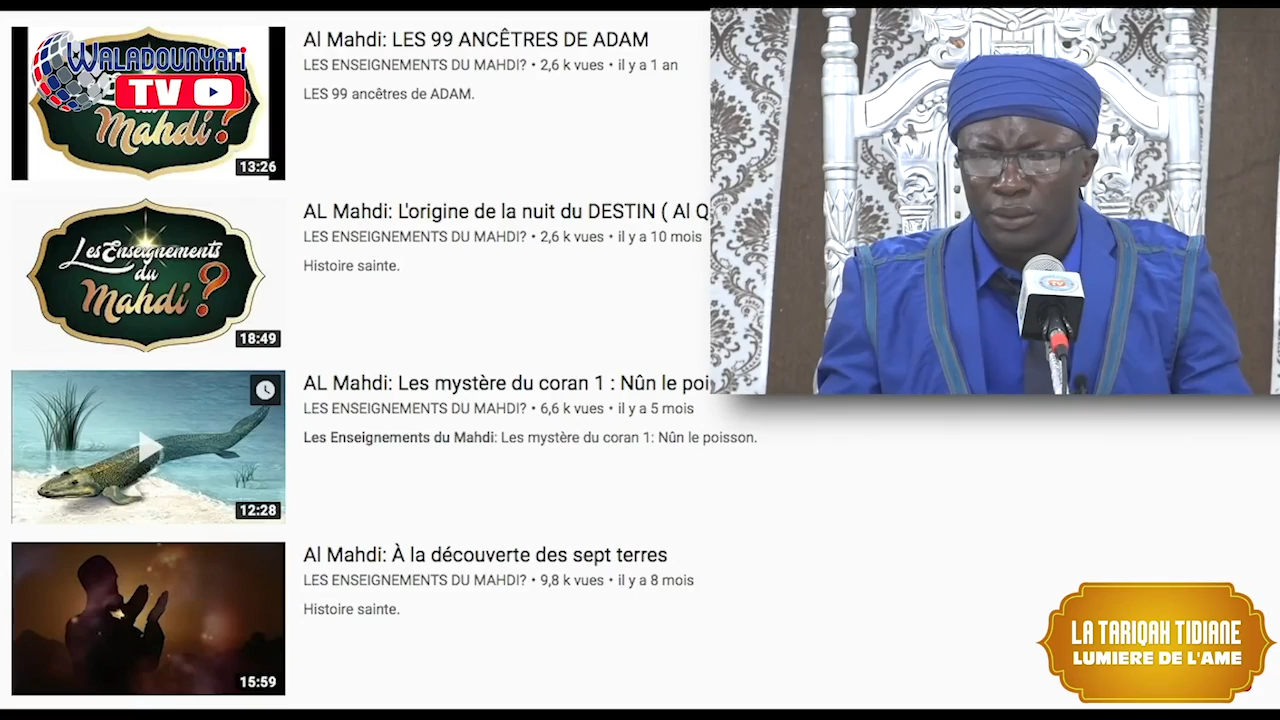 WALADOUNYATI
TV
Mahdi?
13:26
Al Mahdi: LES 99 ANCÊTRES DE ADAM
LES ENSEIGNEMENTS DU MAHDI? • 2,6 k vues • il y a 1 an
LES 99 ancêtres de ADAM.
Les Enseignements
du
Mahdi ?
18:49
AL Mahdi: L'origine de la nuit du DESTIN ( Al Q
LES ENSEIGNEMENTS DU MAHDI? • 2,6 k vues • il y a 10 mois
Histoire sainte.
12:28
AL Mahdi: Les mystère du coran 1 : Nûn le poi
LES ENSEIGNEMENTS DU MAHDI? • 6,6 k vues • il y a 5 mois
Les Enseignements du Mahdi: Les mystère du coran 1: Nûn le poisson.
15:59
Al Mahdi: À la découverte des sept terres
LES ENSEIGNEMENTS DU MAHDI? • 9,8 k vues • il y a 8 mois
Histoire sainte.
TV
LA TARIQAH TIDIANE
LUMIERE DE L'AME